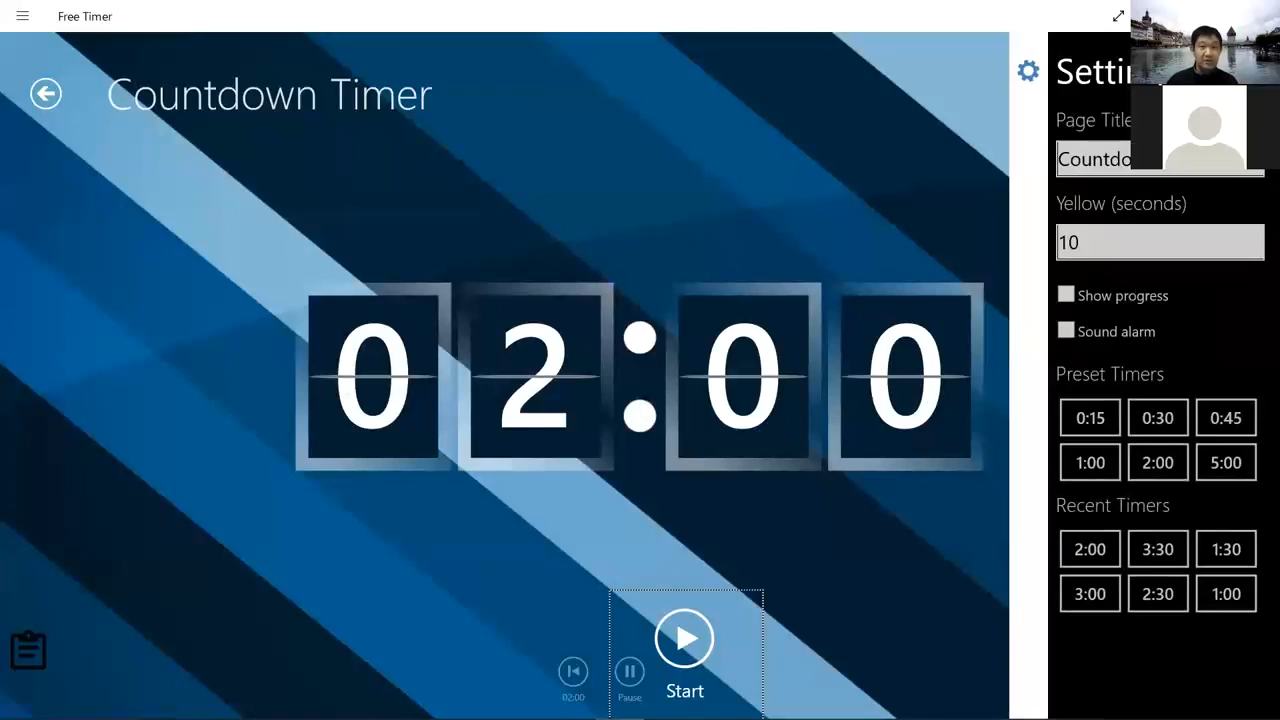 Free Timer
Countdown Timer
02:00
02:00
Pause
Start
Setti
Page Title
Countdo
Yellow (seconds)
10
Show progress
Sound alarm
Preset Timers
0:15 0:30 0:45
1:00 2:00 5:00
Recent Timers
2:00 3:30 1:30
3:00 2:30 1:00